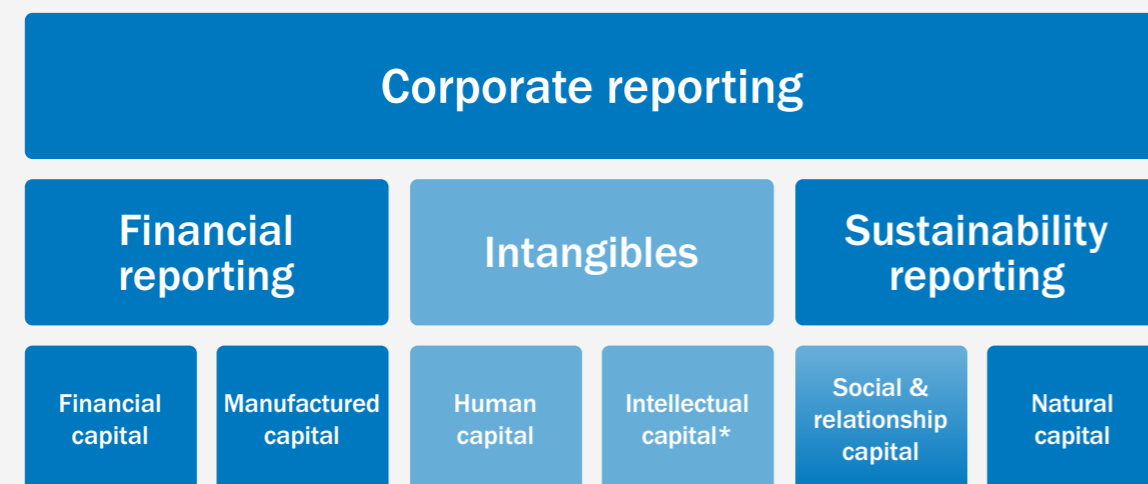 Corporate reporting
Financial
reporting
Intangibles
Sustainability
reporting
Financial
capital
Manufactured
capital
Human
capital
Intellectual
capital*
Social &
relationship
capital
Natural
capital